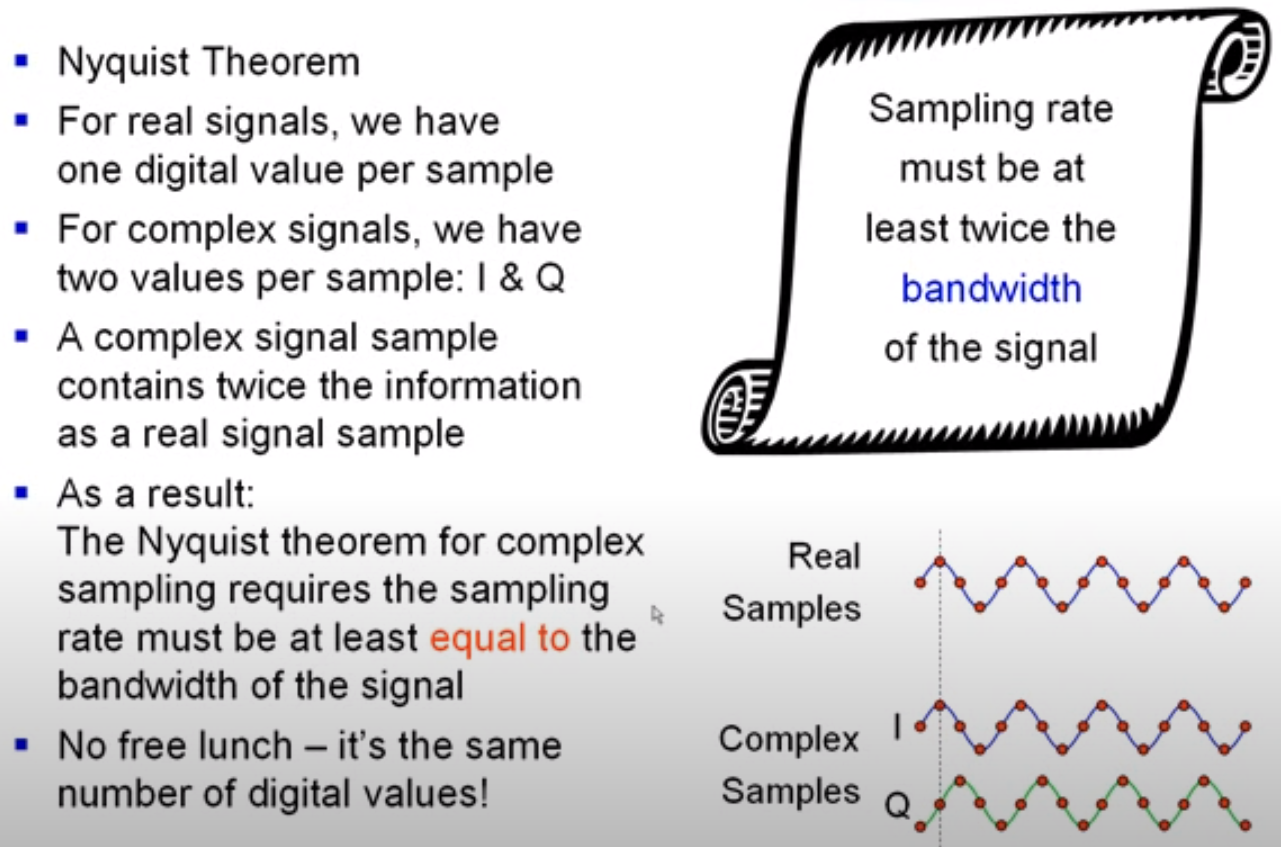 Nyquist Theorem
For real signals, we have
one digital value per sample
For complex signals, we have
two values per sample: I & Q
A complex signal sample
contains twice the information
as a real signal sample
As a result:
The Nyquist theorem for complex
sampling requires the sampling
rate must be at least equal to the
bandwidth of the signal
No free lunch – it's the same
number of digital values!
Sampling rate
must be at
least twice the
bandwidth
of the signal
Real
Samples
Complex
Samples
I
Q